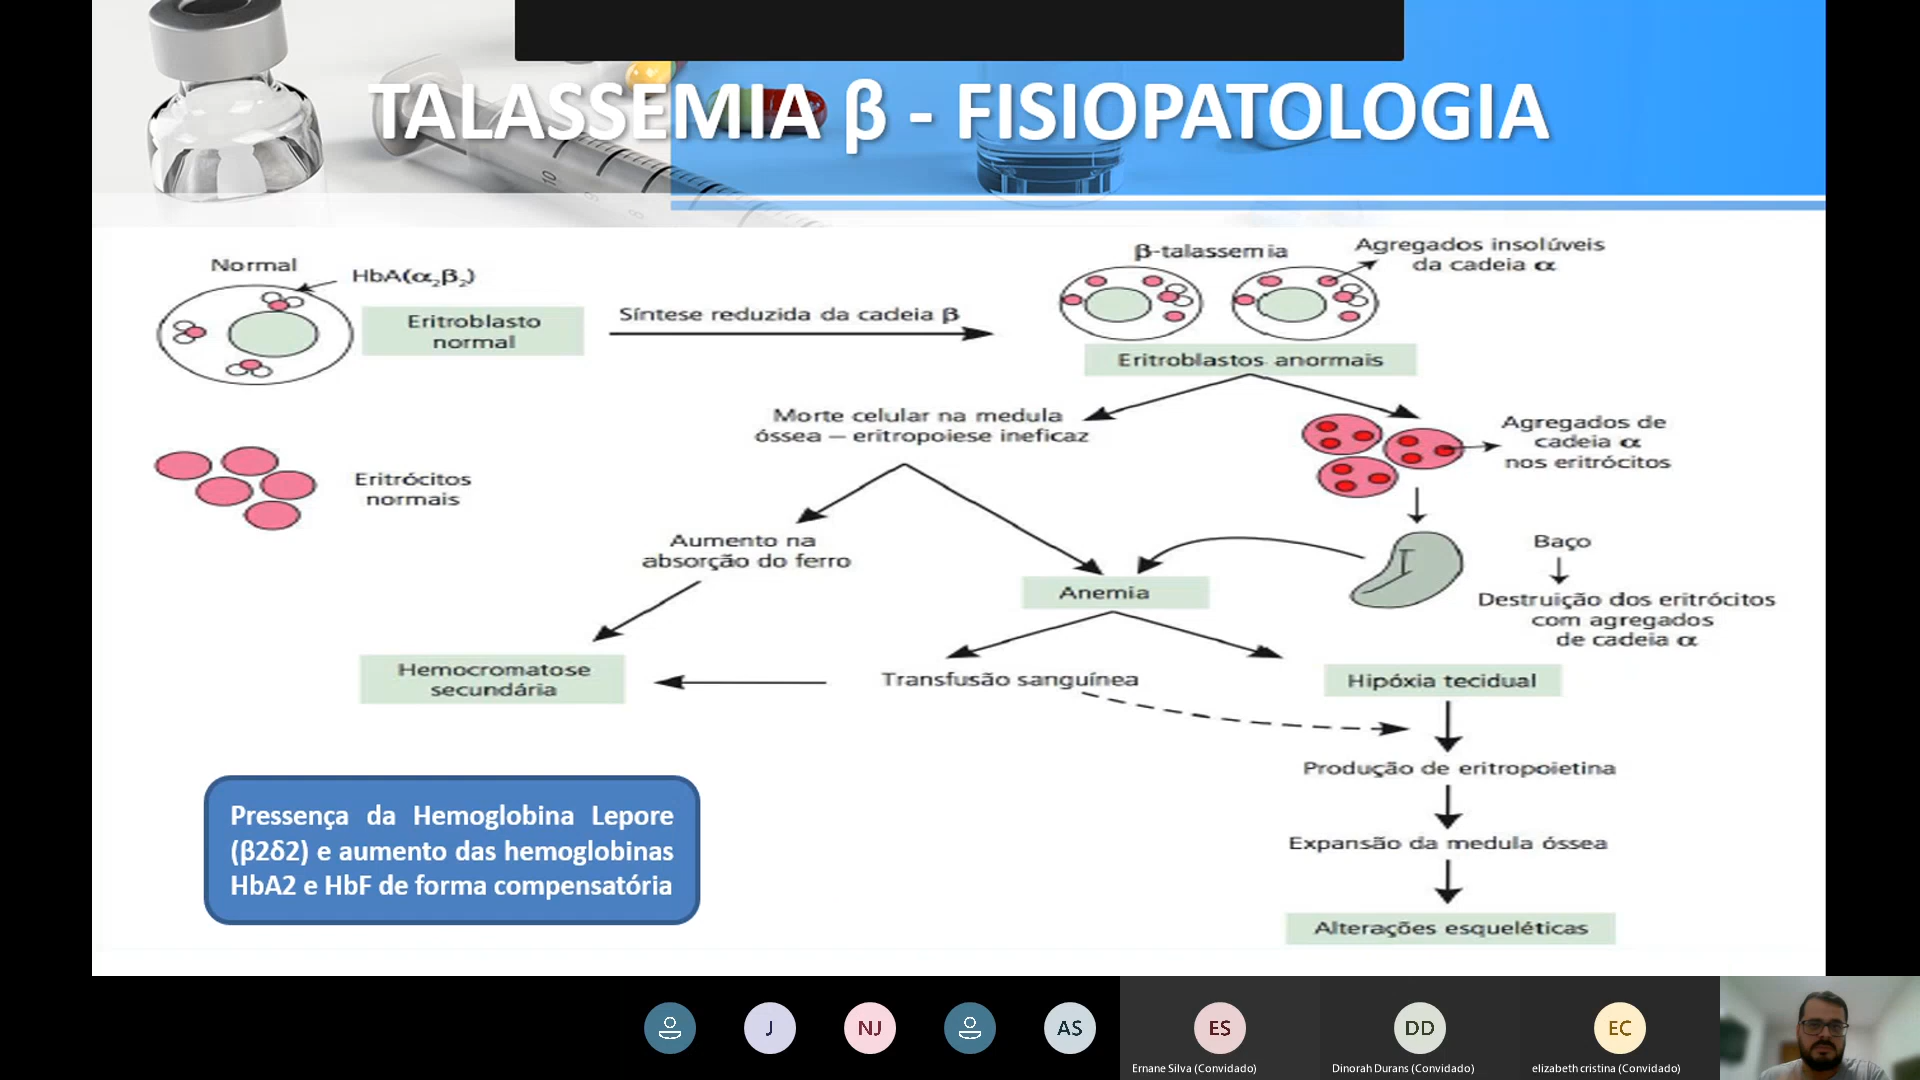 TALASSEMIA β - FISIOPATOLOGIA
Normal
HbA(α₂β₂)
Eritroblasto
normal
Síntese reduzida da cadeia β
β-talassemia
Agregados insolúveis
da cadeia α
Eritroblastos anormais
Morte celular na medula
óssea – eritropoiese ineficaz
Agregados de
cadeia α
nos eritrócitos
Eritrócitos
normais
Aumento na
absorção do ferro
Anemia
Baço
Destruição dos eritrócitos
com agregados
de cadeia α
Hemocromatose
secundária
Transfusão sanguínea
Hipóxia tecidual
Produção de eritropoietina
Expansão da medula óssea
Alterações esqueléticas
Pressença da Hemoglobina Lepore
(β2δ2) e aumento das hemoglobinas
HbA2 e HbF de forma compensatória
J
NJ
AS
ES
DD
EC
Ernane Silva (Convidado)
Dinorah Durans (Convidado)
elizabeth cristina (Convidado)